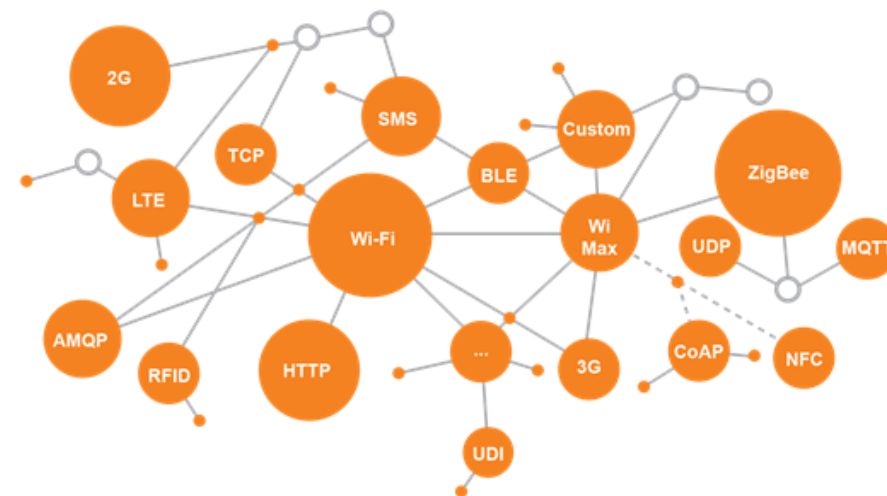 2G
SMS
Custom
TCP
BLE
ZigBee
LTE
Wi-Fi
Wi
Max
UDP
MQTT
AMQP
RFID
HTTP
...
3G
CoAP
NFC
UDI